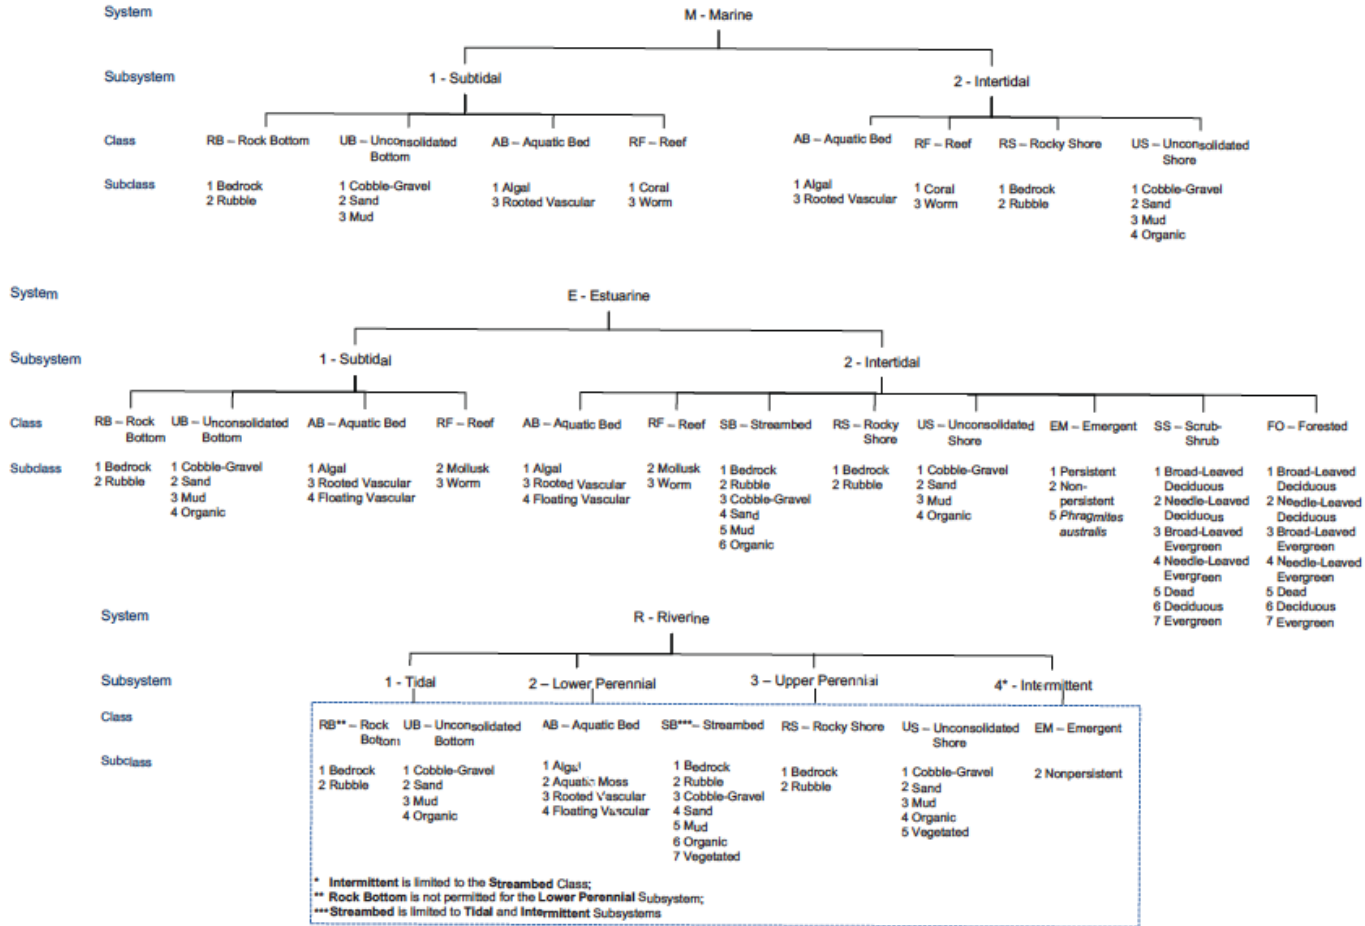 System
M - Marine
Subsystem
1 - Subtidal
2 - Intertidal
Class
RB – Rock Bottom
UB – Unconsolidated
Bottom
AB – Aquatic Bed
RF – Reef
AB – Aquatic Bed
RF – Reef
RS – Rocky Shore
US – Unconsolidated
Shore
Subclass
1 Bedrock
2 Rubble
1 Cobble-Gravel
2 Sand
3 Mud
1 Algal
3 Rooted Vascular
1 Coral
3 Worm
1 Algal
3 Rooted Vascular
1 Coral
3 Worm
1 Bedrock
2 Rubble
1 Cobble-Gravel
2 Sand
3 Mud
4 Organic
System
E - Estuarine
Subsystem
1 - Subtidal
2 - Intertidal
Class
RB – Rock
Bottom
UB – Unconsolidated
Bottom
AB – Aquatic Bed
RF – Reef
AB – Aquatic Bed
RF – Reef
SB – Streambed
RS – Rocky
Shore
US – Unconsolidated
Shore
EM – Emergent
SS – Scrub-
Shrub
FO – Forested
Subclass
1 Bedrock
2 Rubble
1 Cobble-Gravel
2 Sand
3 Mud
4 Organic
1 Algal
3 Rooted Vascular
4 Floating Vascular
2 Mollusk
3 Worm
1 Algal
3 Rooted Vascular
4 Floating Vascular
2 Mollusk
3 Worm
1 Bedrock
2 Rubble
3 Cobble-Gravel
4 Sand
5 Mud
6 Organic
1 Bedrock
2 Rubble
1 Cobble-Gravel
2 Sand
3 Mud
4 Organic
1 Persistent
2 Non-
persistent
5 Phragmites
australis
1 Broad-Leaved
Deciduous
2 Needle-Leaved
Deciduous
3 Broad-Leaved
Evergreen
4 Needle-Leaved
Evergreen
5 Dead
6 Deciduous
7 Evergreen
1 Broad-Leaved
Deciduous
2 Needle-Leaved
Deciduous
3 Broad-Leaved
Evergreen
4 Needle-Leaved
Evergreen
5 Dead
6 Deciduous
7 Evergreen
System
R - Riverine
Subsystem
1 - Tidal
2 – Lower Perennial
3 – Upper Perennial
4* - Intermittent
Class
RB** – Rock
Bottom
UB – Unconsolidated
Bottom
AB – Aquatic Bed
SB*** – Streambed
RS – Rocky Shore
US – Unconsolidated
Shore
EM – Emergent
Subclass
1 Bedrock
2 Rubble
1 Cobble-Gravel
2 Sand
3 Mud
4 Organic
1 Algal
2 Aquatic Moss
3 Rooted Vascular
4 Floating Vascular
1 Bedrock
2 Rubble
3 Cobble-Gravel
4 Sand
5 Mud
6 Organic
7 Vegetated
1 Bedrock
2 Rubble
1 Cobble-Gravel
2 Sand
3 Mud
4 Organic
5 Vegetated
2 Nonpersistent
* Intermittent is limited to the Streambed Class;
** Rock Bottom is not permitted for the Lower Perennial Subsystem;
***Streambed is limited to Tidal and Intermittent Subsystems